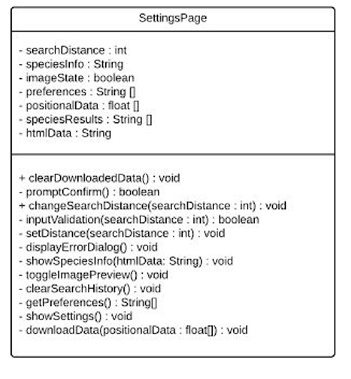 SettingsPage
- searchDistance : int
- speciesInfo : String
- imageState : boolean
- preferences : String []
- positionalData : float []
- speciesResults : String []
- htmlData : String
+ clearDownloadedData() : void
- promptConfirm() : boolean
+ changeSearchDistance(searchDistance : int) : void
- inputValidation(searchDistance : int) : boolean
- setDistance(searchDistance : int) : void
- displayErrorDialog() : void
- showSpeciesInfo(htmlData: String) : void
- toggleImagePreview() : void
- clearSearchHistory() : void
- getPreferences() : String[]
- showSettings() : void
- downloadData(positionalData : float[]) : void